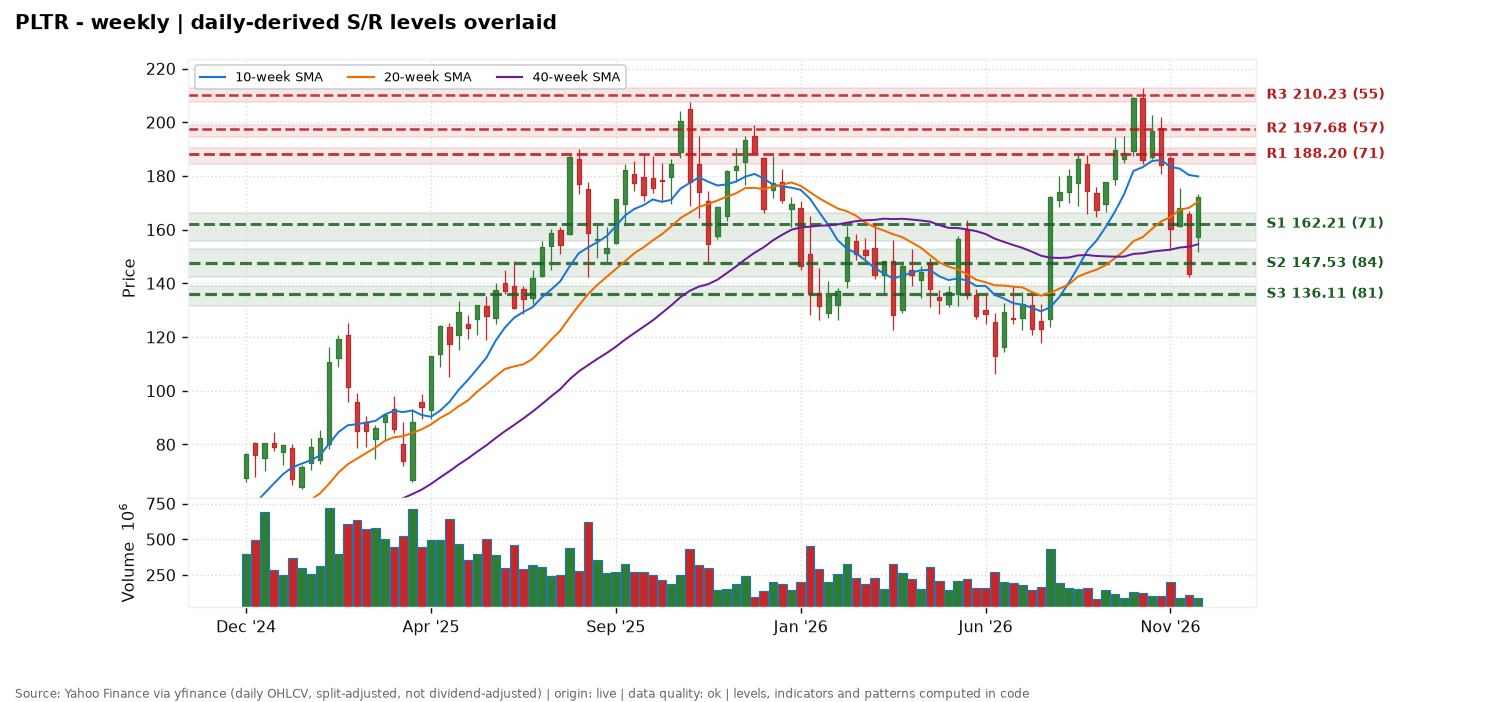 PLTR - weekly | daily-derived S/R levels overlaid
10-week SMA
20-week SMA
40-week SMA
220
200
180
160
140
120
100
80
Price
R3 210.23 (55)
R2 197.68 (57)
R1 188.20 (71)
S1 162.21 (71)
S2 147.53 (84)
S3 136.11 (81)
750
500
250
Volume 10⁶
Dec '24
Apr '25
Sep '25
Jan '26
Jun '26
Nov '26
Source: Yahoo Finance via yfinance (daily OHLCV, split-adjusted, not dividend-adjusted) | origin: live | data quality: ok | levels, indicators and patterns computed in code